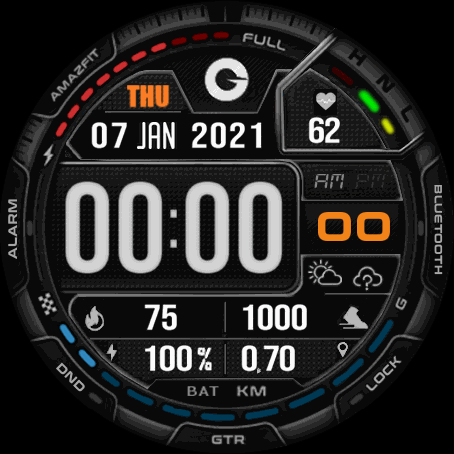 AMAZFIT
FULL
H N L
THU
07 JAN 2021
62
00:00
AM PM
00
ALARM
BLUETOOTH
75
1000
100%
0,70
BAT KM
G
DND
LOCK
GTR